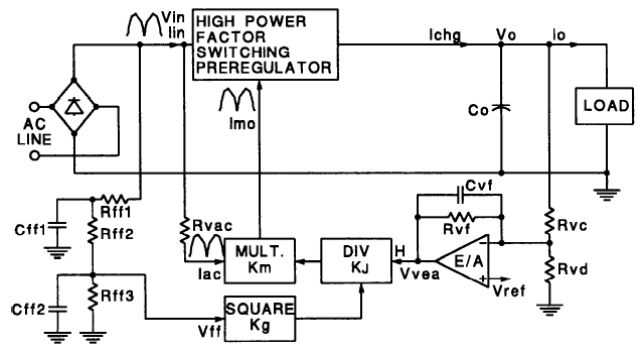 Vin
Iin
HIGH POWER
FACTOR
SWITCHING
PREREGULATOR
Ichg
Vo
io
Imo
Co
LOAD
AC
LINE
Cff1
Rff1
Rff2
Rvac
Iac
MULT.
Km
DIV
KJ
H
Vvea
Cvf
Rvf
E/A
Vref
Rvc
Rvd
Cff2
Rff3
Vff
SQUARE
Kg